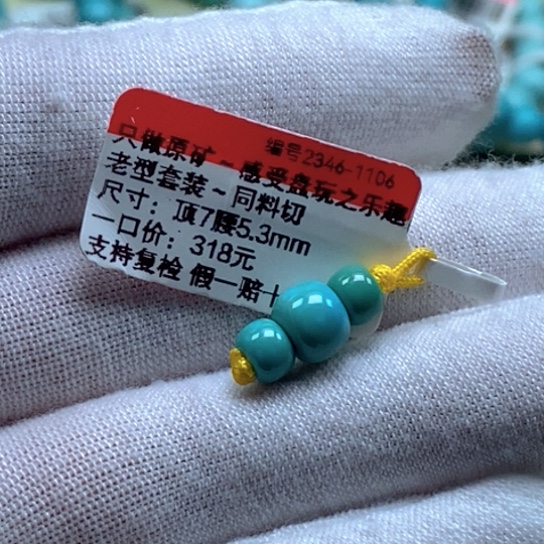 编号2346-1106
只做原矿~感受盘玩之乐趣
老型套装~同料切
尺寸：顶7腰5.3mm
一口价：318元
支持复检 假一赔十